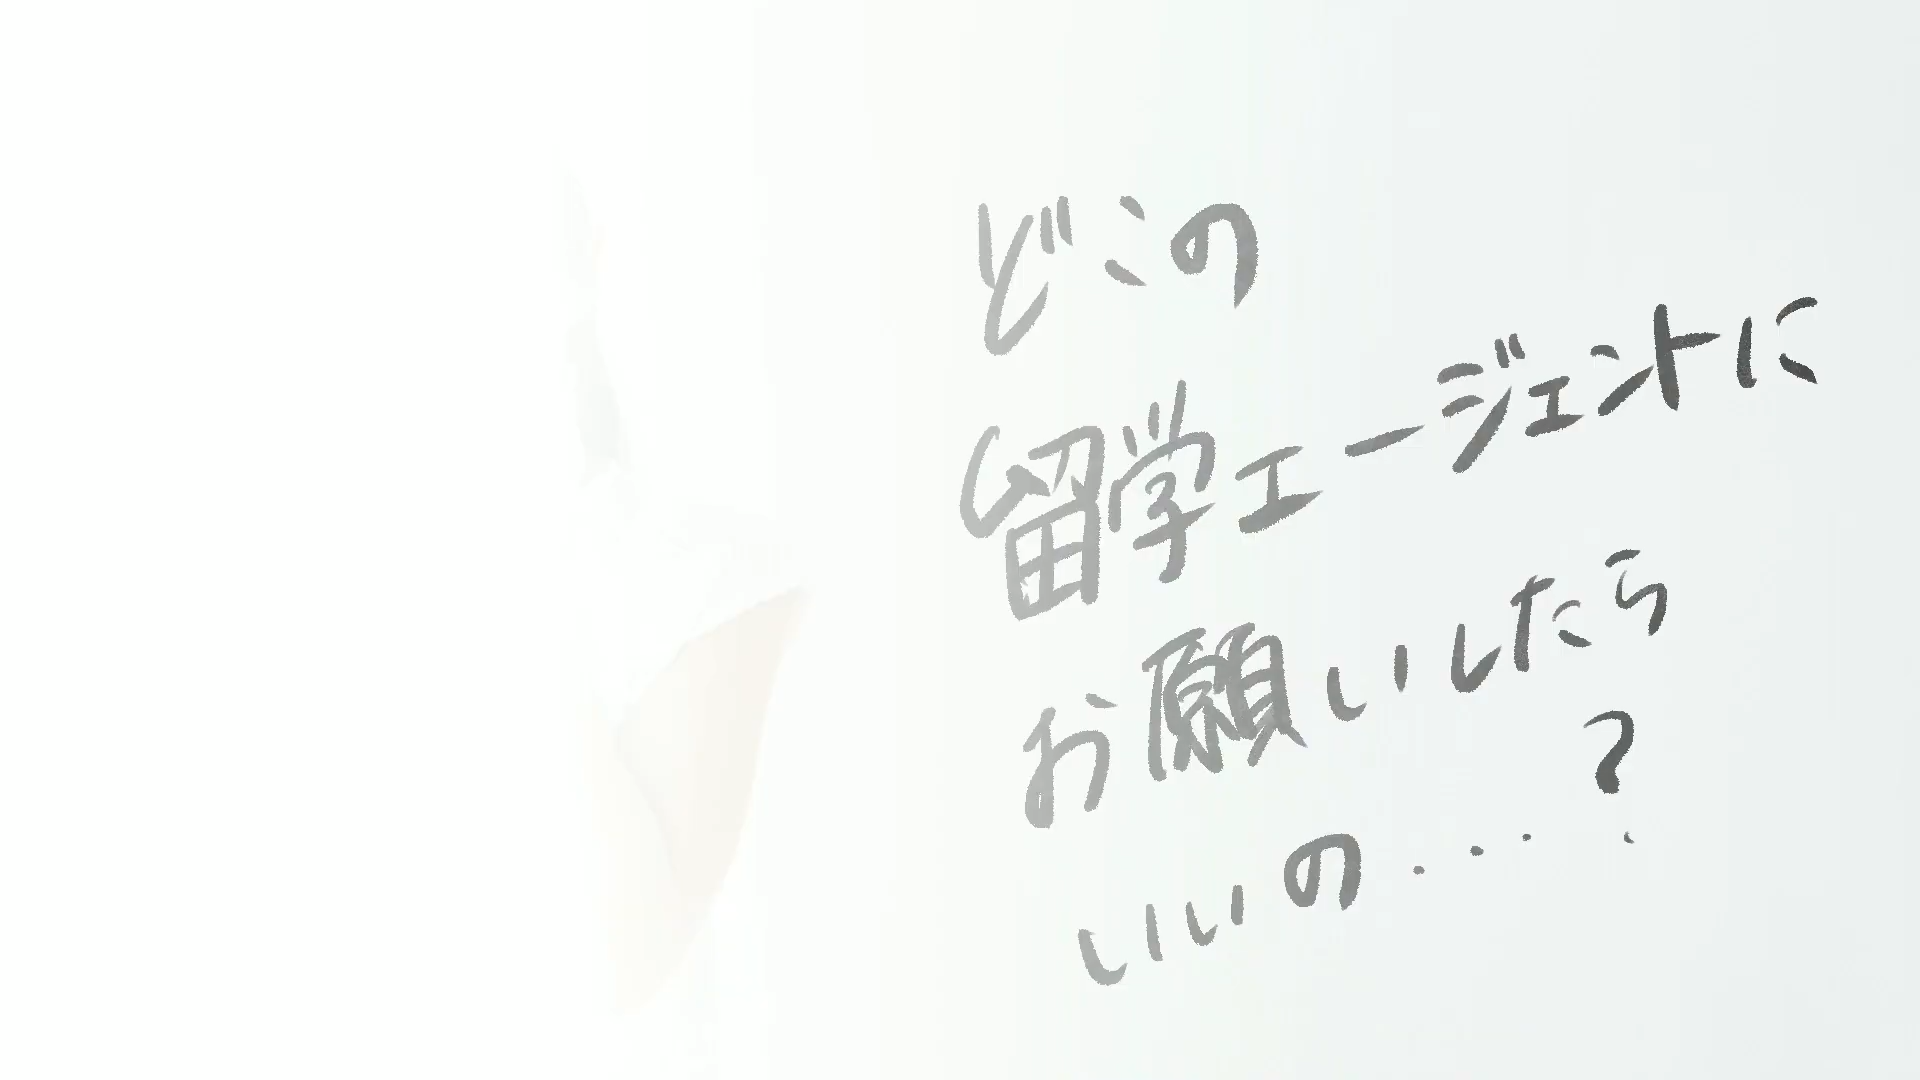 どこの
留学エージェントに
お願いしたら
いいの....?